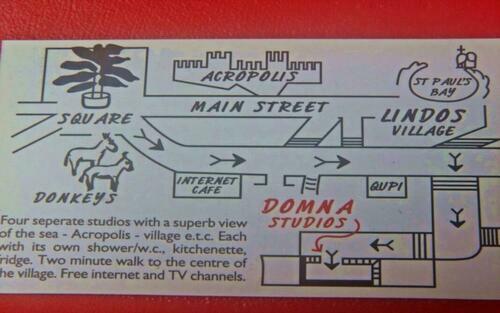 ACROPOLIS
ST PAUL'S
BAY
MAIN STREET
SQUARE
LINDOS
VILLAGE
DONKEYS
INTERNET
CAFE
QUPI
DOMNA
STUDIOS
Four seperate studios with a superb view
of the sea - Acropolis - village e.t.c. Each
with its own shower/w.c., kitchenette,
ridge. Two minute walk to the centre of
he village. Free internet and TV channels.